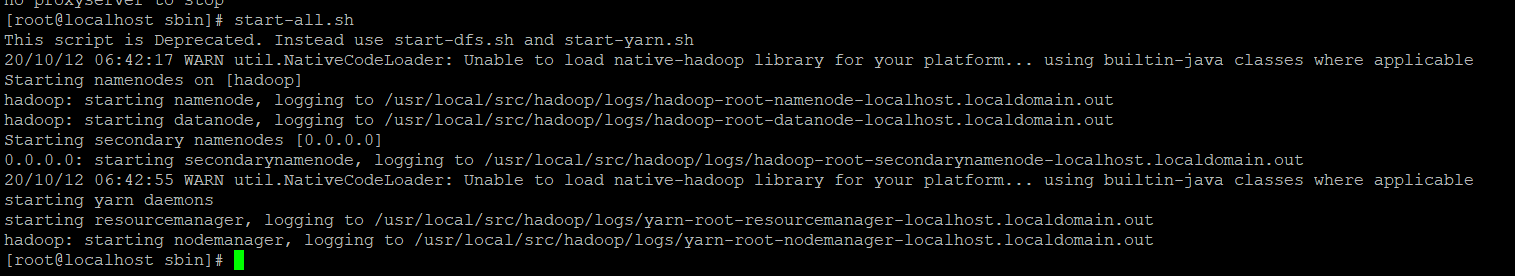 no proxyserver to stop
[root@localhost sbin]# start-all.sh
This script is Deprecated. Instead use start-dfs.sh and start-yarn.sh
20/10/12 06:42:17 WARN util.NativeCodeLoader: Unable to load native-hadoop library for your platform... using builtin-java classes where applicable
Starting namenodes on [hadoop]
hadoop: starting namenode, logging to /usr/local/src/hadoop/logs/hadoop-root-namenode-localhost.localdomain.out
hadoop: starting datanode, logging to /usr/local/src/hadoop/logs/hadoop-root-datanode-localhost.localdomain.out
Starting secondary namenodes [0.0.0.0]
0.0.0.0: starting secondarynamenode, logging to /usr/local/src/hadoop/logs/hadoop-root-secondarynamenode-localhost.localdomain.out
20/10/12 06:42:55 WARN util.NativeCodeLoader: Unable to load native-hadoop library for your platform... using builtin-java classes where applicable
starting yarn daemons
starting resourcemanager, logging to /usr/local/src/hadoop/logs/yarn-root-resourcemanager-localhost.localdomain.out
hadoop: starting nodemanager, logging to /usr/local/src/hadoop/logs/yarn-root-nodemanager-localhost.localdomain.out
[root@localhost sbin]#